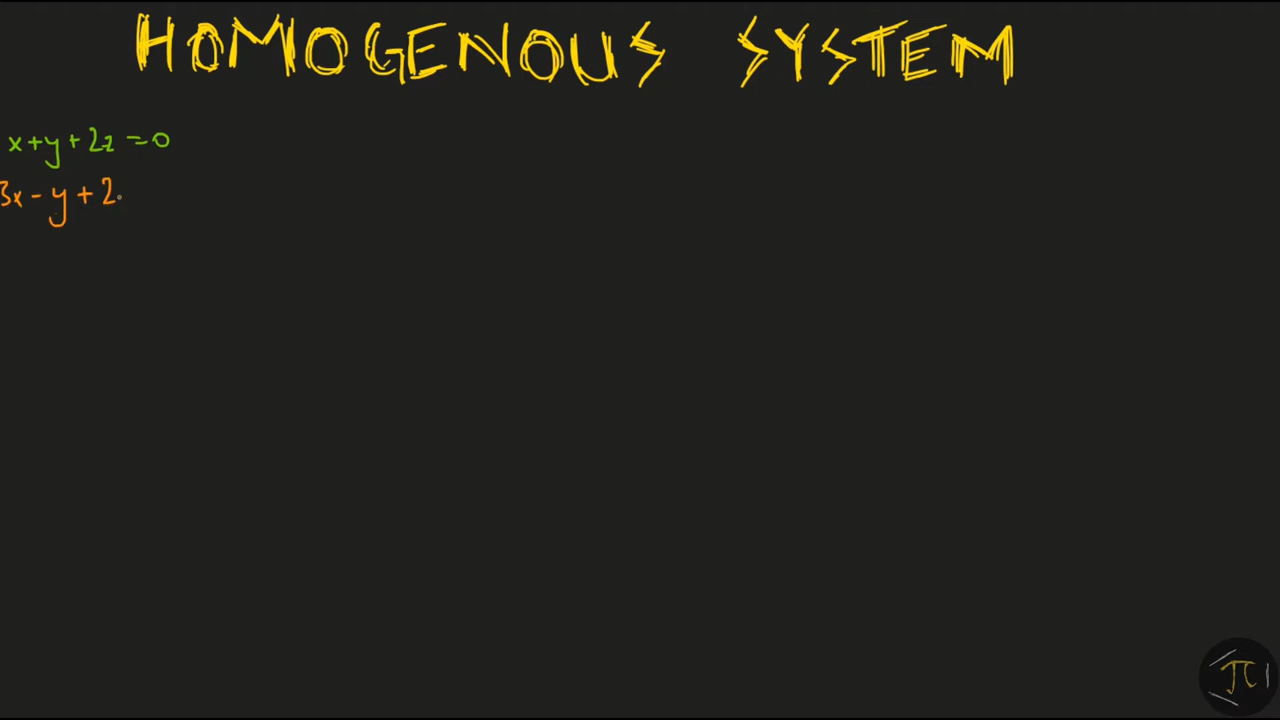 HOMOGENOUS SYSTEM
x+y+2z=0
3x-y+2
π